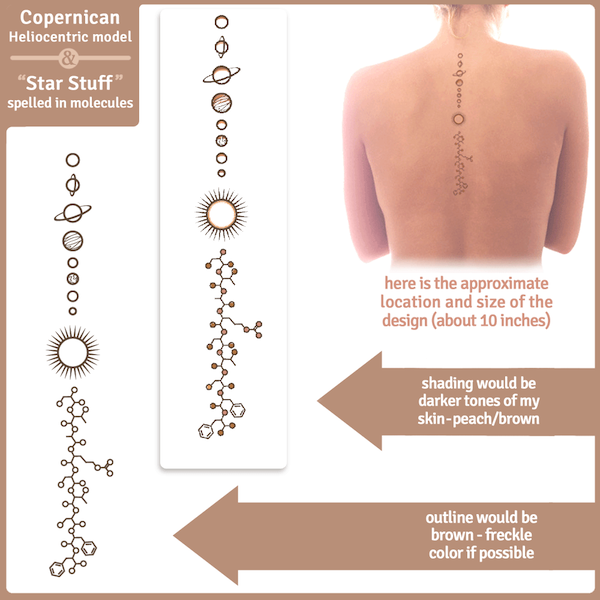 Copernican
Heliocentric model
&
"Star Stuff"
spelled in molecules
here is the approximate
location and size of the
design (about 10 inches)
shading would be
darker tones of my
skin-peach/brown
outline would be
brown - freckle
color if possible